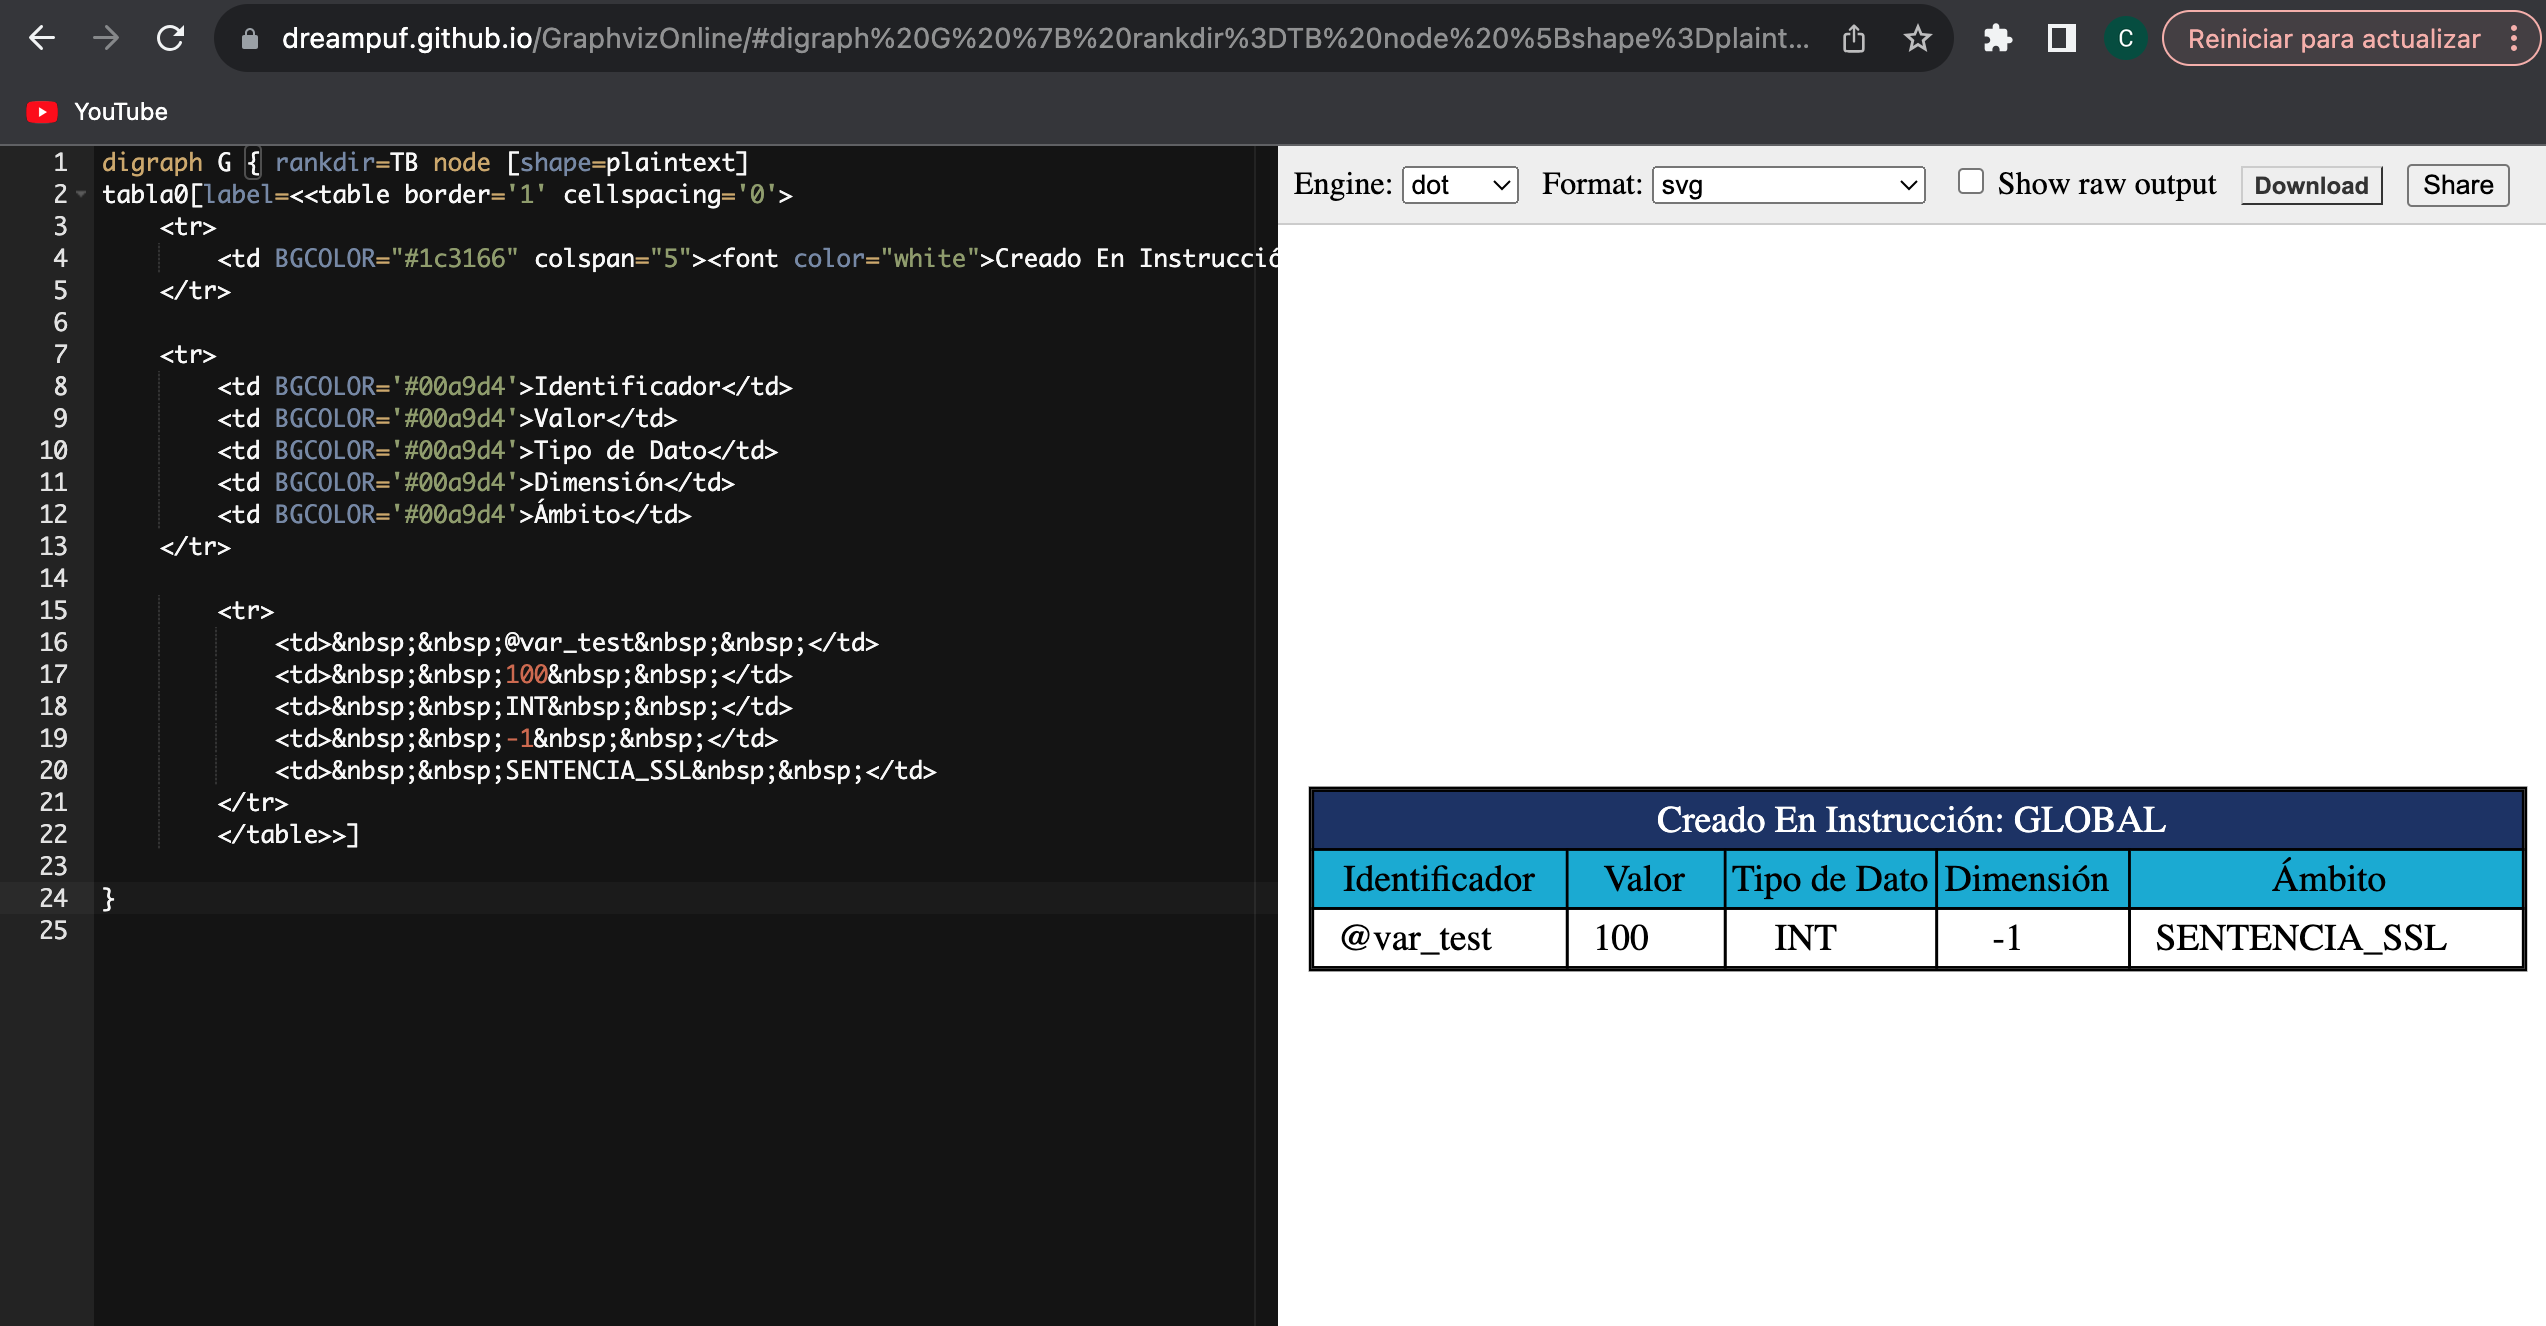 dreampuf.github.io/GraphvizOnline/#digraph%20G%20%7B%20rankdir%3DTB%20node%20%5Bshape%3Dplaint...
C
Reiniciar para actualizar
YouTube
1 digraph G { rankdir=TB node [shape=plaintext]
2 tabla0[label=<<table border='1' cellspacing='0'>
3 <tr>
4 <td BGCOLOR="#1c3166" colspan="5"><font color="white">Creado En Instrucció
5 </tr>
6
7 <tr>
8 <td BGCOLOR='#00a9d4'>Identificador</td>
9 <td BGCOLOR='#00a9d4'>Valor</td>
10 <td BGCOLOR='#00a9d4'>Tipo de Dato</td>
11 <td BGCOLOR='#00a9d4'>Dimensión</td>
12 <td BGCOLOR='#00a9d4'>Ámbito</td>
13 </tr>
14
15 <tr>
16 <td>&nbsp;&nbsp;@var_test&nbsp;&nbsp;</td>
17 <td>&nbsp;&nbsp;100&nbsp;&nbsp;</td>
18 <td>&nbsp;&nbsp;INT&nbsp;&nbsp;</td>
19 <td>&nbsp;&nbsp;-1&nbsp;&nbsp;</td>
20 <td>&nbsp;&nbsp;SENTENCIA_SSL&nbsp;&nbsp;</td>
21 </tr>
22 </table>>]
23
24 }
25
Engine: dot Format: svg Show raw output Download Share
Creado En Instrucción: GLOBAL
Identificador Valor Tipo de Dato Dimensión Ámbito
@var_test 100 INT -1 SENTENCIA_SSL